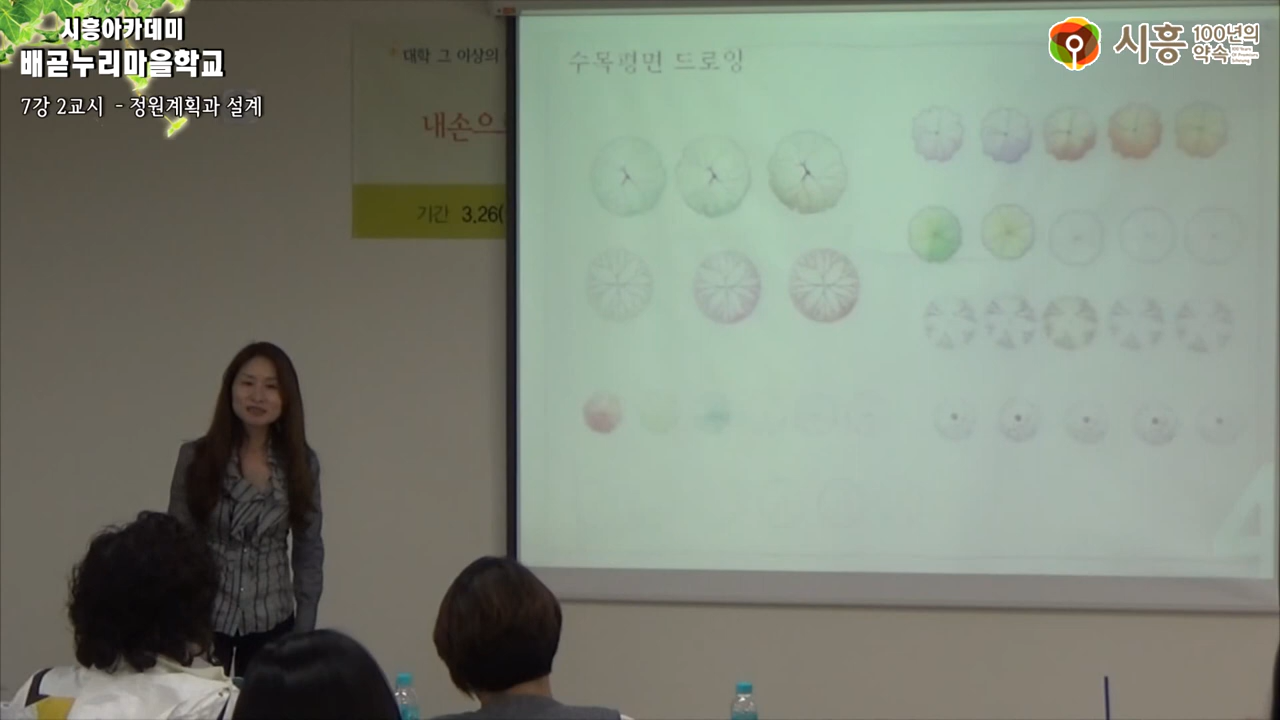 시흥아카데미
배곧누리마을학교
7강 2교시 - 정원계획과 설계
대학 그 이상의
내손으
기간 3.26(
수목평면 드로잉
시흥 100년의
약속